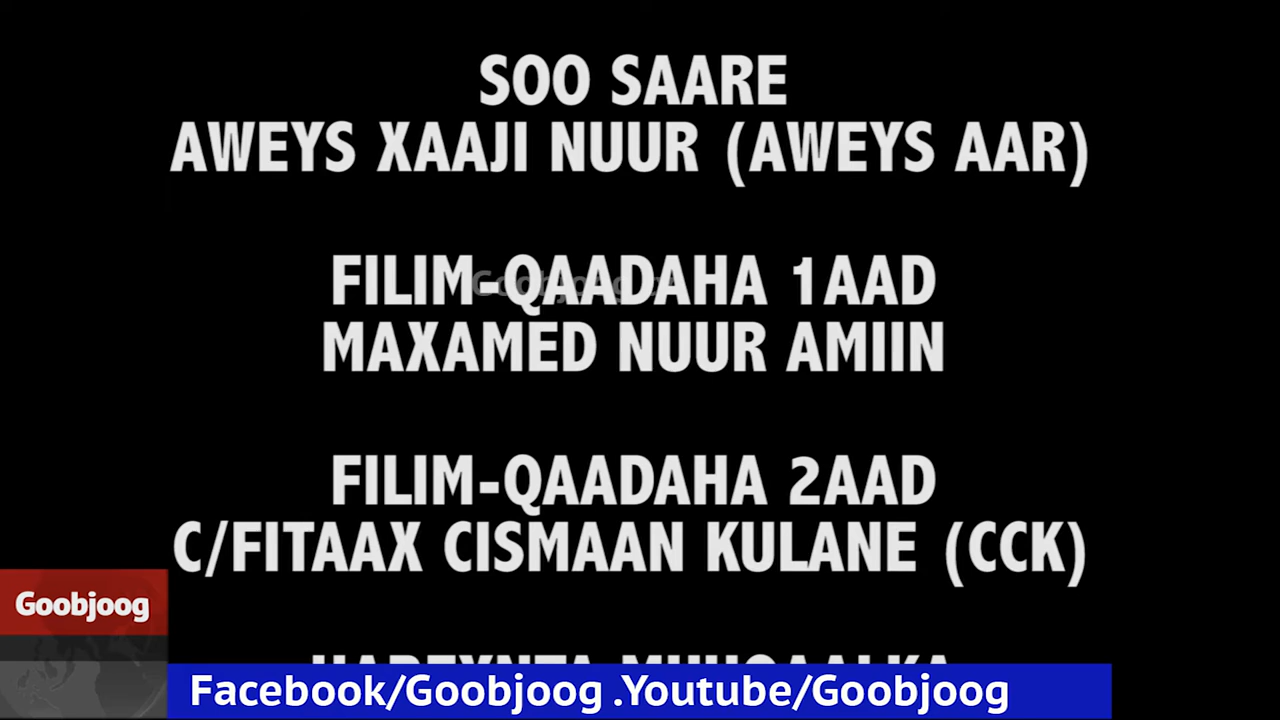 SOO SAARE
AWEYS XAAJI NUUR (AWEYS AAR)
FILIM-QAADAHA 1AAD
MAXAMED NUUR AMIIN
FILIM-QAADAHA 2AAD
C/FITAAX CISMAAN KULANE (CCK)
Goobjoog
Facebook/Goobjoog .Youtube/Goobjoog